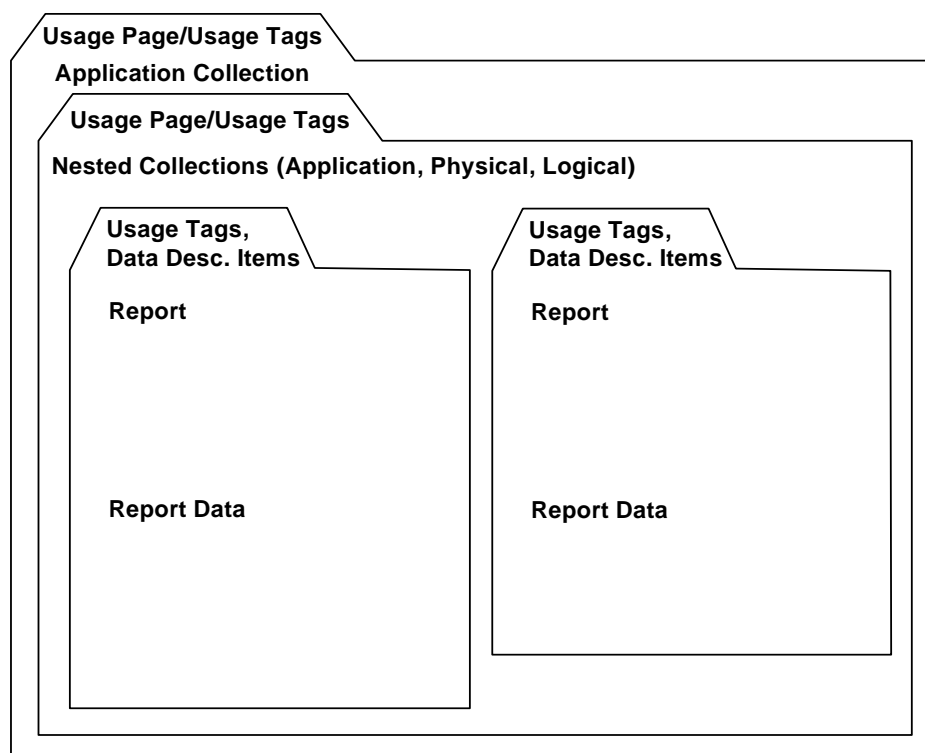 Usage Page/Usage Tags
Application Collection
Usage Page/Usage Tags
Nested Collections (Application, Physical, Logical)
Usage Tags,
Data Desc. Items
Report
Report Data
Usage Tags,
Data Desc. Items
Report
Report Data